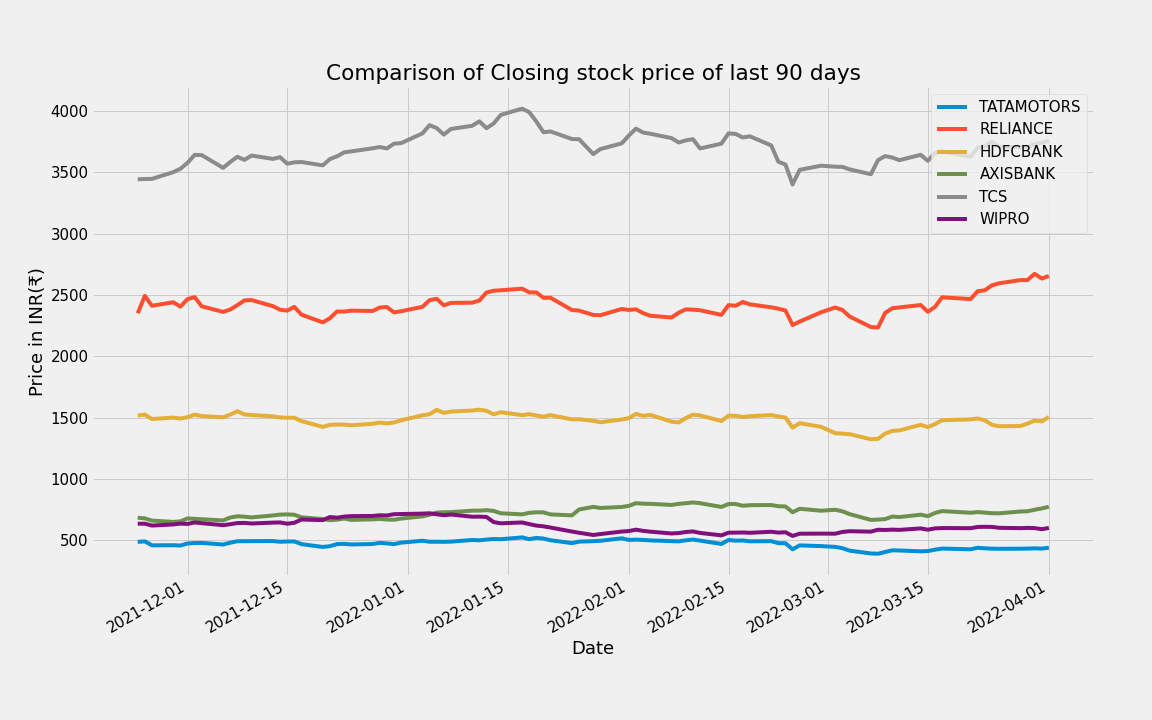 Comparison of Closing stock price of last 90 days
TATAMOTORS
RELIANCE
HDFCBANK
AXISBANK
TCS
WIPRO
4000
3500
3000
2500
2000
1500
1000
500
Price in INR(₹)
2021-12-01
2021-12-15
2022-01-01
2022-01-15
2022-02-01
2022-02-15
2022-03-01
2022-03-15
2022-04-01
Date